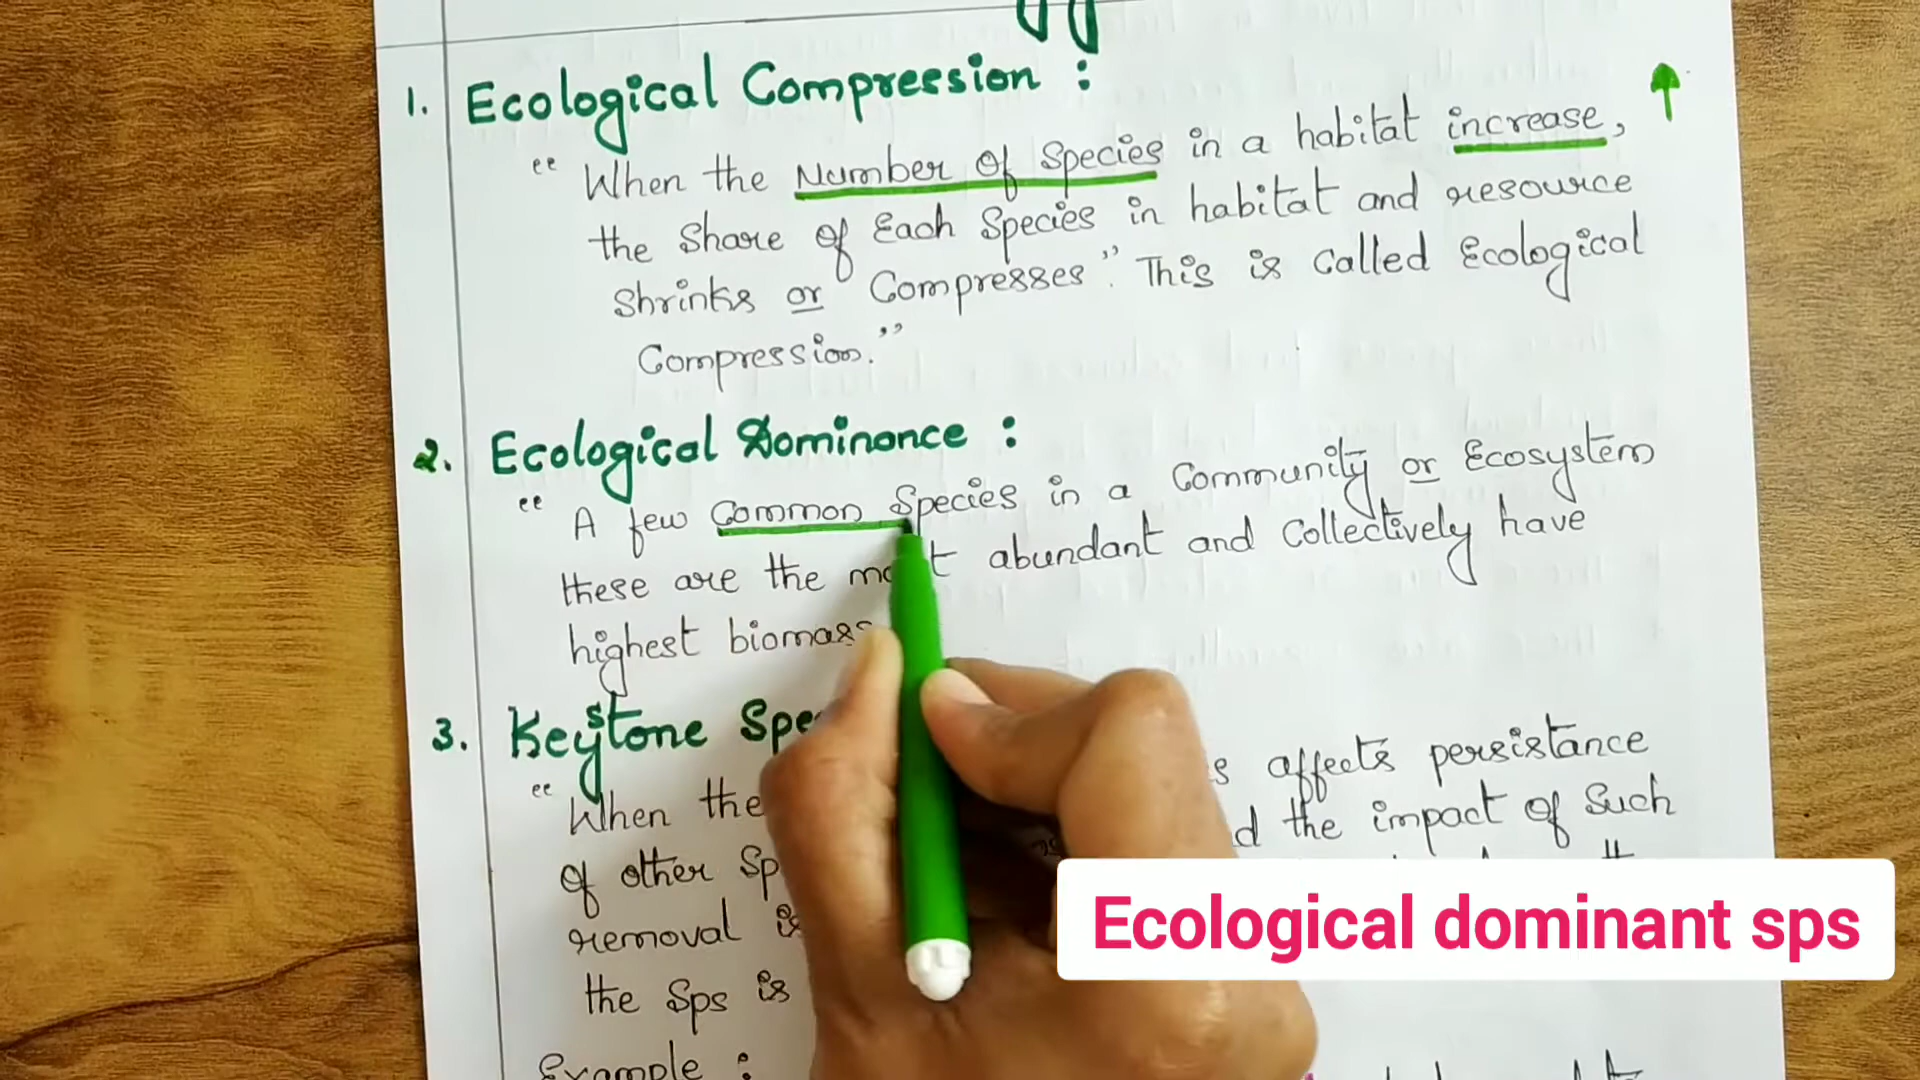 1. Ecological Compression :
"When the Number of Species in a habitat increase, ↑
the Share of Each Species in habitat and resource
Shrinks or Compresses". This is called Ecological
Compression."
2. Ecological Dominance :
"A few Common Species in a Community or Ecosystem
these are the most abundant and Collectively have
highest biomass
3. Keystone
"When the affects persistance
of other the impact of Such
removal
the Sps is
Example :
Ecological dominant sps